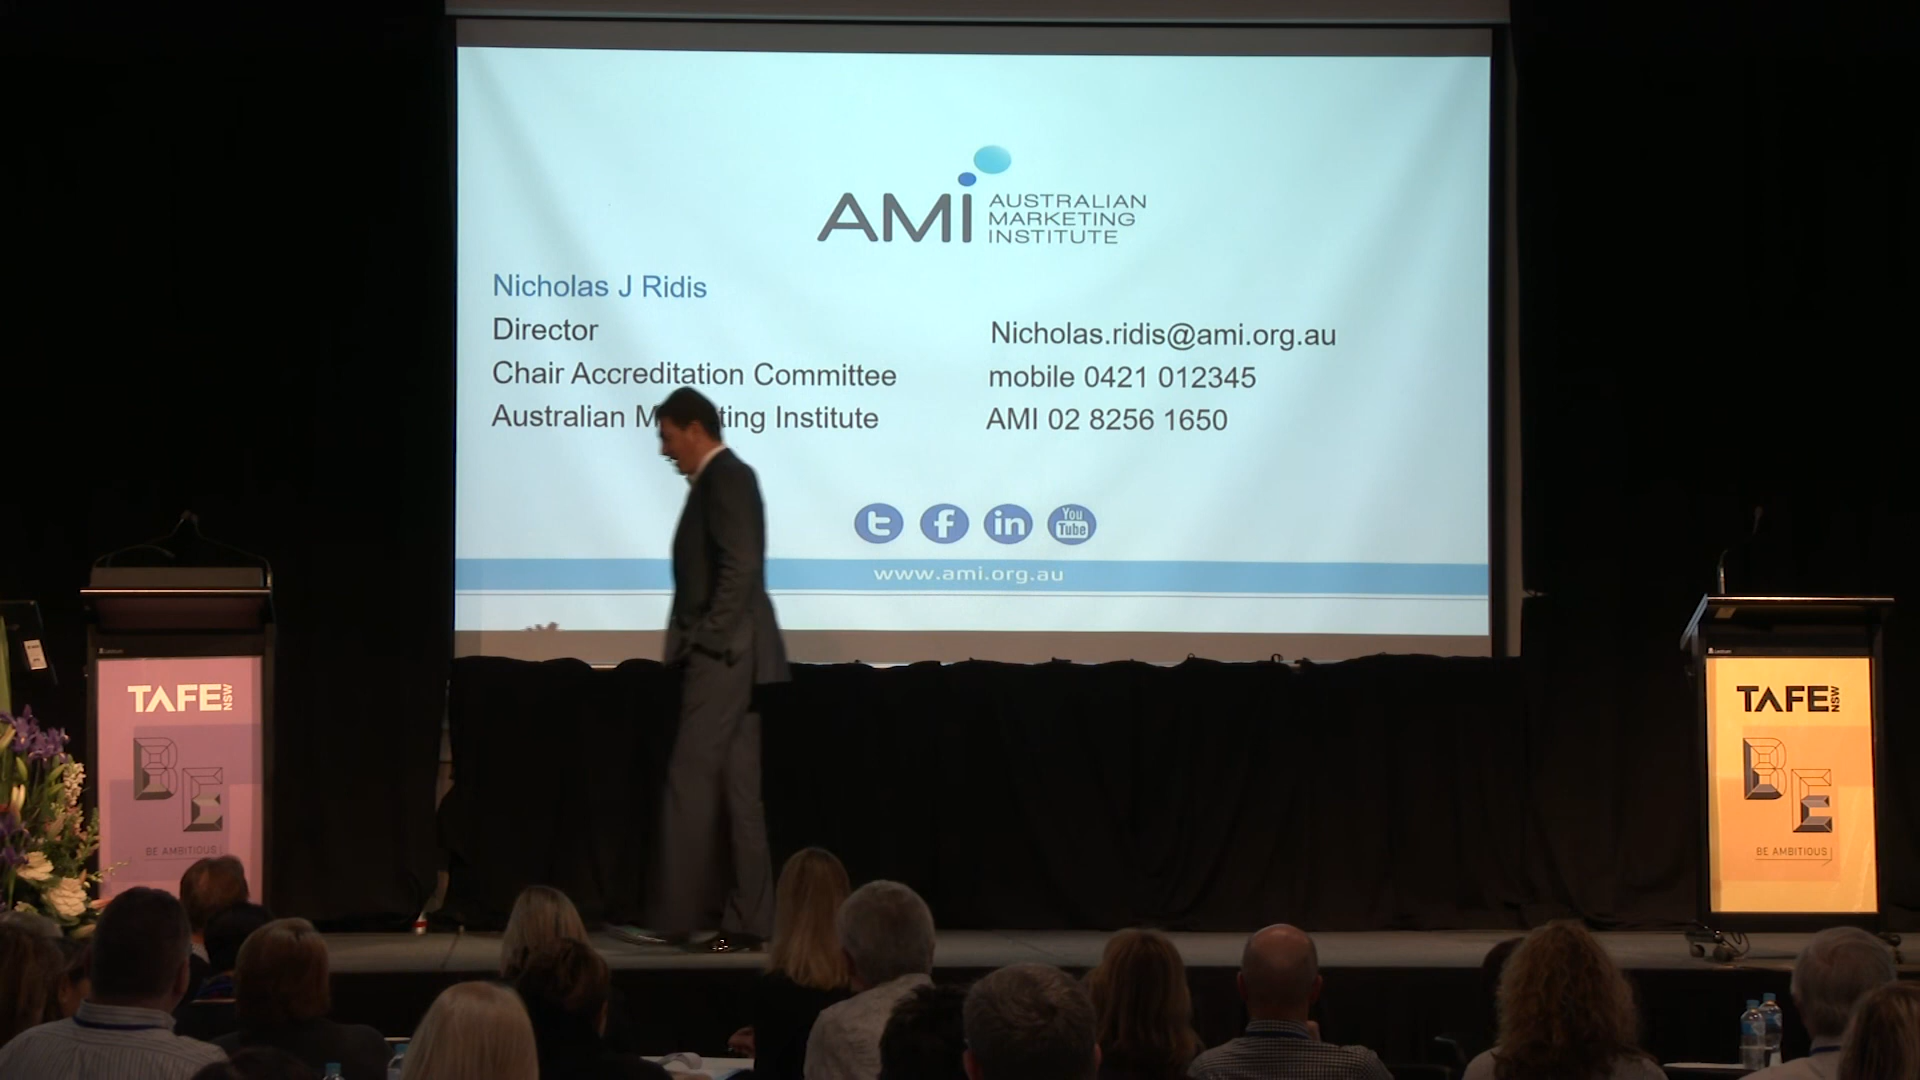 AMi AUSTRALIAN
MARKETING
INSTITUTE
Nicholas J Ridis
Director
Chair Accreditation Committee
Australian M ting Institute
Nicholas.ridis@ami.org.au
mobile 0421 012345
AMI 02 8256 1650
t f in You
Tube
www.ami.org.au
TAFE NSW
BE
BE AMBITIOUS
TAFE NSW
BE
BE AMBITIOUS